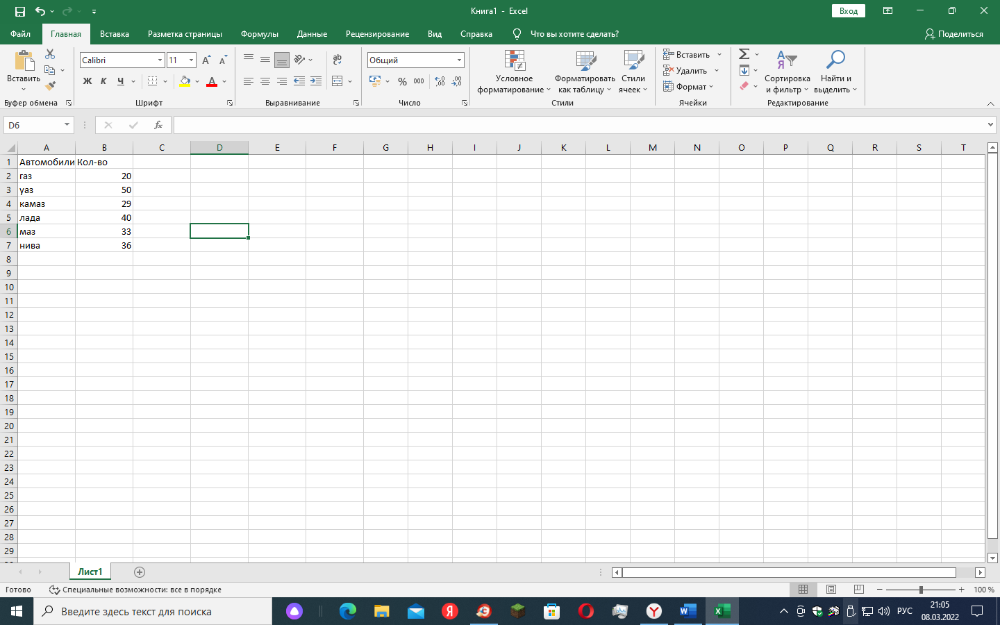 Книга1 - Excel
Вход
Файл Главная Вставка Разметка страницы Формулы Данные Рецензирование Вид Справка Что вы хотите сделать? Поделиться
Вставить
Буфер обмена
Calibri 11
Ж К Ч А
Шрифт
Выравнивание
Общий
% 000
Число
Условное форматирование
Форматировать как таблицу
Стили ячеек
Стили
Вставить
Удалить
Формат
Ячейки
Сортировка и фильтр
Найти и выделить
Редактирование
D6 fx
A B C D E F G H I J K L M N O P Q R S T
1 Автомобили Кол-во
2 газ 20
3 уаз 50
4 камаз 29
5 лада 40
6 маз 33
7 нива 36
8
9
10
11
12
13
14
15
16
17
18
19
20
21
22
23
24
25
26
27
28
29
Лист1
Готово Специальные возможности: все в порядке 100 %
Введите здесь текст для поиска
РУС
21:05
08.03.2022